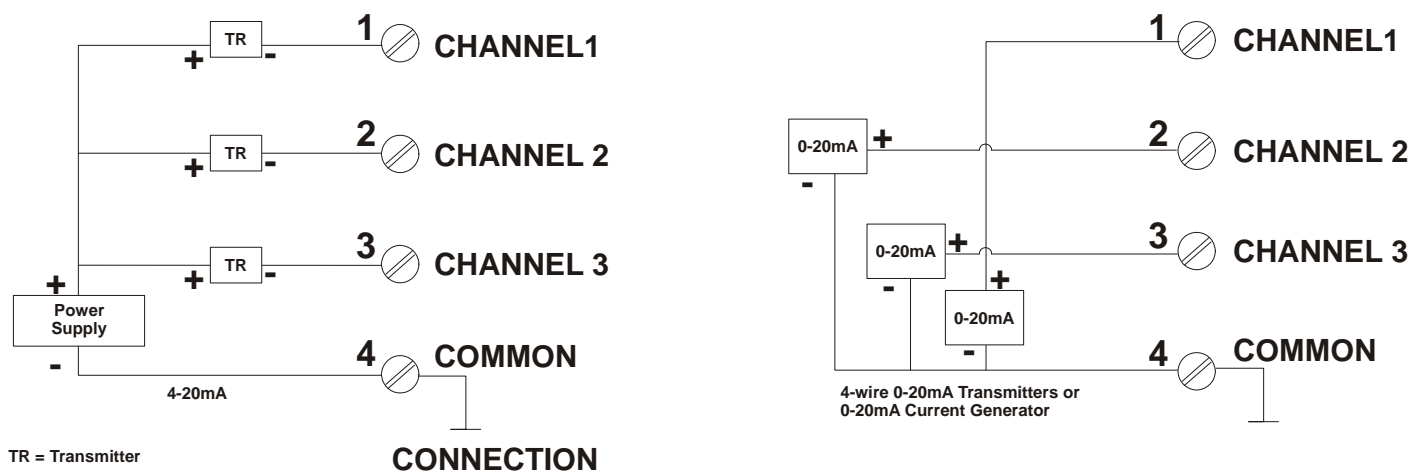 TR
+
-
1
CHANNEL1
TR
+
-
2
CHANNEL 2
TR
+
-
3
CHANNEL 3
+
Power
Supply
-
4
COMMON
4-20mA
TR = Transmitter
CONNECTION
1
CHANNEL1
0-20mA
+
-
2
CHANNEL 2
0-20mA
+
-
3
CHANNEL 3
+
0-20mA
-
4
COMMON
4-wire 0-20mA Transmitters or
0-20mA Current Generator